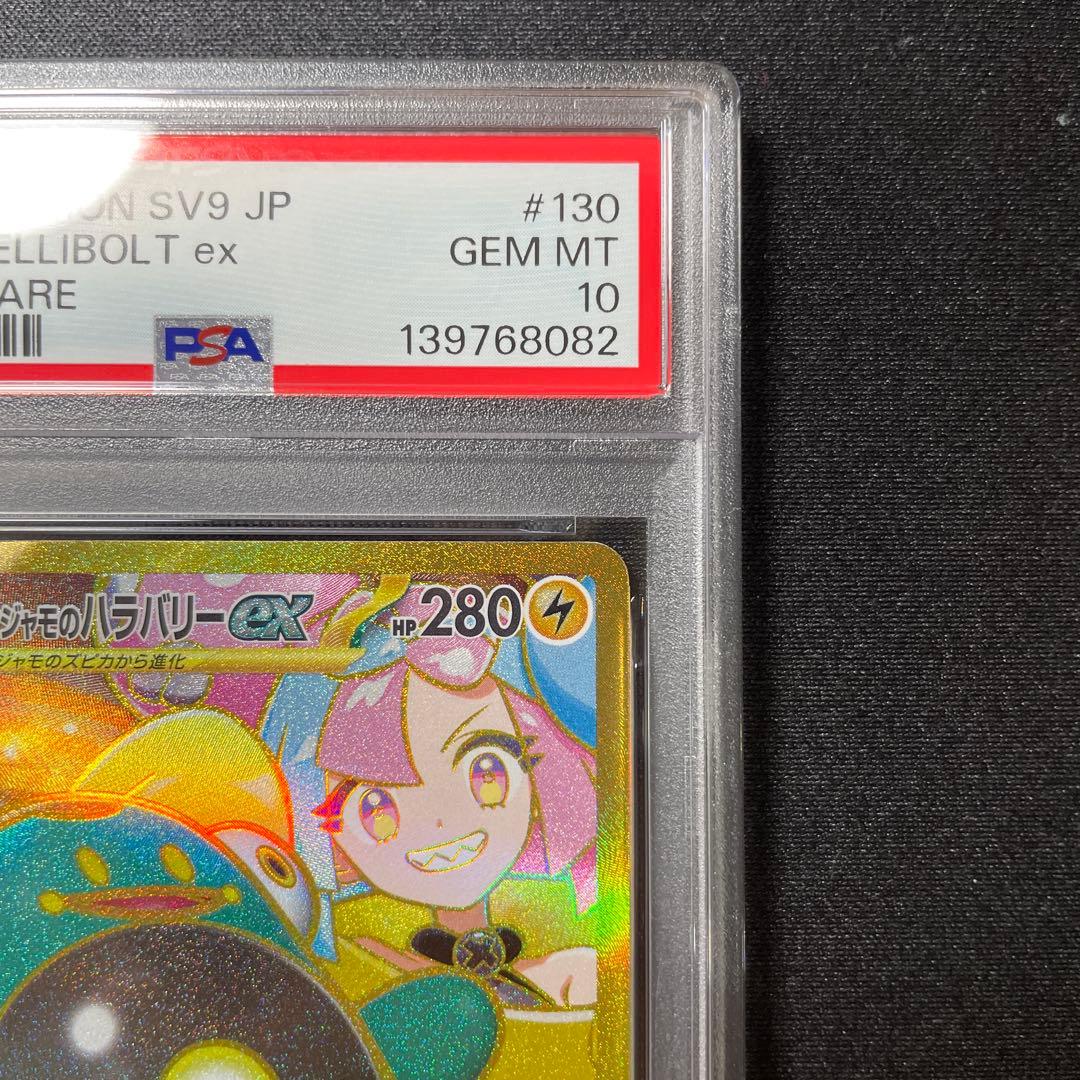 ION SV9 JP #130
ELLIBOLT ex GEM MT
ARE 10
PSA 139768082
ジャモのハラバリーex HP280
ジャモのズピカから進化